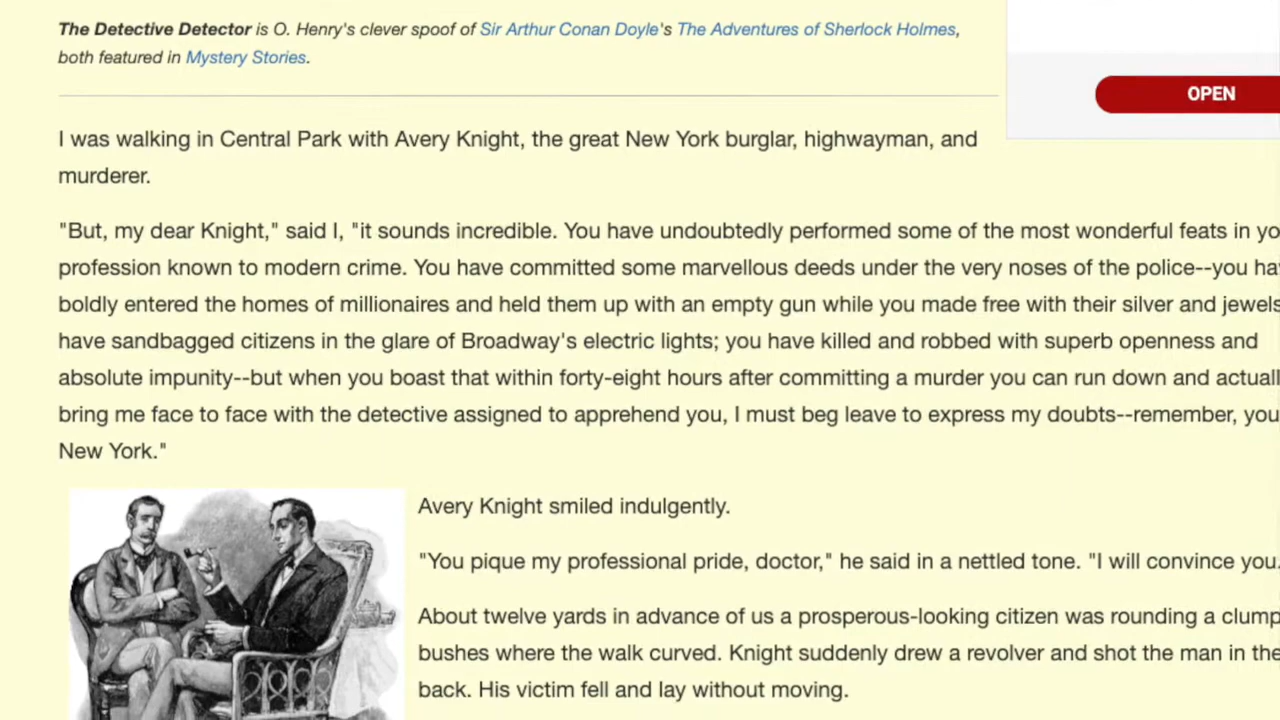 The Detective Detector is O. Henry's clever spoof of Sir Arthur Conan Doyle's The Adventures of Sherlock Holmes,
both featured in Mystery Stories.
OPEN
I was walking in Central Park with Avery Knight, the great New York burglar, highwayman, and
murderer.
"But, my dear Knight," said I, "it sounds incredible. You have undoubtedly performed some of the most wonderful feats in yo
profession known to modern crime. You have committed some marvellous deeds under the very noses of the police--you ha
boldly entered the homes of millionaires and held them up with an empty gun while you made free with their silver and jewels
have sandbagged citizens in the glare of Broadway's electric lights; you have killed and robbed with superb openness and
absolute impunity--but when you boast that within forty-eight hours after committing a murder you can run down and actuall
bring me face to face with the detective assigned to apprehend you, I must beg leave to express my doubts--remember, you
New York."
Avery Knight smiled indulgently.
"You pique my professional pride, doctor," he said in a nettled tone. "I will convince you.
About twelve yards in advance of us a prosperous-looking citizen was rounding a clump
bushes where the walk curved. Knight suddenly drew a revolver and shot the man in the
back. His victim fell and lay without moving.